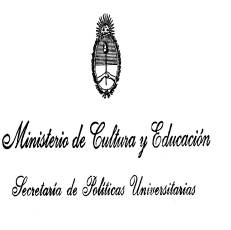 Ministerio de Cultura y Educación
Secretaría de Políticas Universitarias